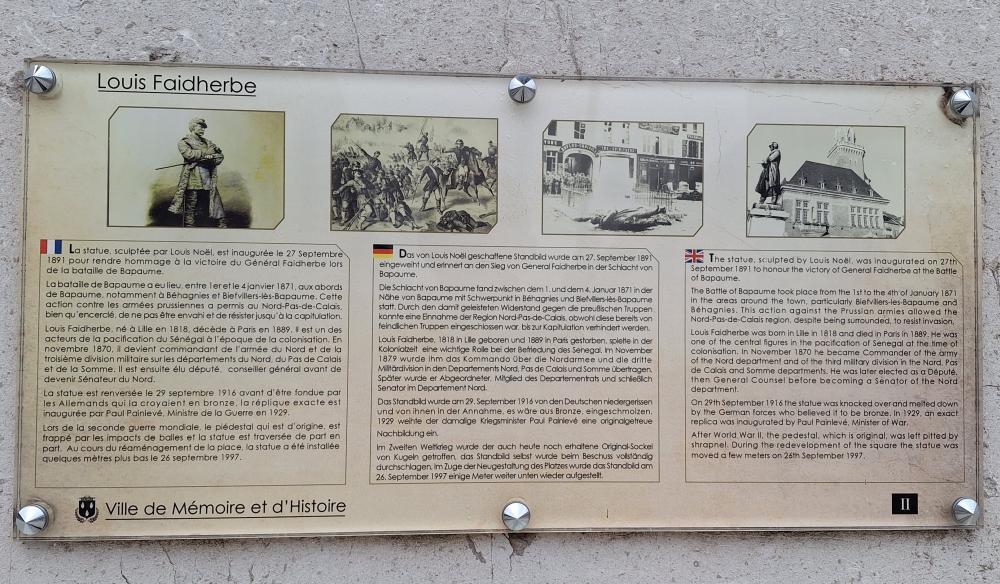 Louis Faidherbe
La statue, sculptée par Louis Noël, est inaugurée le 27 Septembre
1891 pour rendre hommage à la victoire du Général Faidherbe lors
de la bataille de Bapaume.
La bataille de Bapaume a eu lieu, entre 1er et le 4 janvier 1871, aux abords
de Bapaume, notamment à Béhagnies et Biefvillers-lès-Bapaume. Cette
action contre les armées prussiennes a permis au Nord-Pas-de-Calais,
bien qu'encerclé, de ne pas être envahi et de résister jusqu'à la capitulation.
Louis Faidherbe, né à Lille en 1818, décède à Paris en 1889. Il est un des
acteurs de la pacification du Sénégal à l'époque de la colonisation. En
novembre 1870, il devient commandant de l'armée du Nord et de la
troisième division militaire sur les départements du Nord, du Pas de Calais
et de la Somme. Il est ensuite élu député, conseiller général avant de
devenir Sénateur du Nord.
La statue est renversée le 29 septembre 1916 avant d'être fondue par
les Allemands qui la croyaient en bronze. la réplique exacte est
inaugurée par Paul Painlevé, Ministre de la Guerre en 1929.
Lors de la seconde guerre mondiale, le piédestal qui est d'origine, est
frappé par les impacts de balles et la statue est traversée de part en
part. Au cours du réaménagement de la place, la statue a été installée
quelques mètres plus bas le 26 septembre 1997.
Das von Louis Noël geschaffene Standbild wurde am 27. September 1891
eingeweiht und erinnert an den Sieg von General Faidherbe in der Schlacht von
Bapaume.
Die Schlacht von Bapaume fand zwischen dem 1. und dem 4. Januar 1871 in der
Nähe von Bapaume mit Schwerpunkt in Béhagnies und Biefvillers-lès-Bapaume
statt. Durch den damit geleisteten Widerstand gegen die preußischen Truppen
konnte eine Einnahme der Region Nord-Pas-de-Calais, obwohl diese bereits von
feindlichen Truppen eingeschlossen war, bis zur Kapitulation verhindert werden.
Louis Faidherbe, 1818 in Lille geboren und 1889 in Paris gestorben, spielte in der
Kolonialzeit eine wichtige Rolle bei der Befriedung des Senegal. Im November
1879 wurde ihm das Kommando über die Nordarmee und die dritte
Militärdivision in den Departements Nord, Pas de Calais und Somme übertragen.
Später wurde er Abgeordneter, Mitglied des Departementrats und schließlich
Senator im Departement Nord.
Das Standbild wurde am 29. September 1916 von den Deutschen niedergerissen
und von ihnen in der Annahme, es wäre aus Bronze, eingeschmolzen.
1929 weihte der damalige Kriegsminister Paul Painlevé eine originalgetreue
Nachbildung ein.
Im Zweiten Weltkrieg wurde der auch heute noch erhaltene Original-Sockel
von Kugeln getroffen, das Standbild selbst wurde beim Beschuss vollständig
durchschlagen. Im Zuge der Neugestaltung des Platzes wurde das Standbild am
26. September 1997 einige Meter weiter unten wieder aufgestellt.
The statue, sculpted by Louis Noël, was inaugurated on 27th
September 1891 to honour the victory of General Faidherbe at the Battle
of Bapaume.
The Battle of Bapaume took place from the 1st to the 4th of January 1871
in the areas around the town, particularly Biefvillers-les-Bapaume and
Béhagnies. This action against the Prussian armies allowed the
Nord-Pas-de-Calais region, despite being surrounded, to resist invasion.
Louis Faidherbe was born in Lille in 1818 and died in Paris in 1889. He was
one of the central figures in the pacification of Senegal at the time of
colonisation. In November 1870 he became Commander of the army
of the Nord department and of the third military division in the Nord, Pas
de Calais and Somme departments. He was later elected as a Député,
then General Counsel before becoming a Senator of the Nord
department.
On 29th September 1916 the statue was knocked over and melted down
by the German forces who believed it to be bronze. In 1929, an exact
replica was inaugurated by Paul Painlevé, Minister of War.
After World War II, the pedestal, which is original, was left pitted by
shrapnel. During the redevelopment of the square the statue was
moved a few meters on 26th September 1997.
Ville de Mémoire et d'Histoire
II